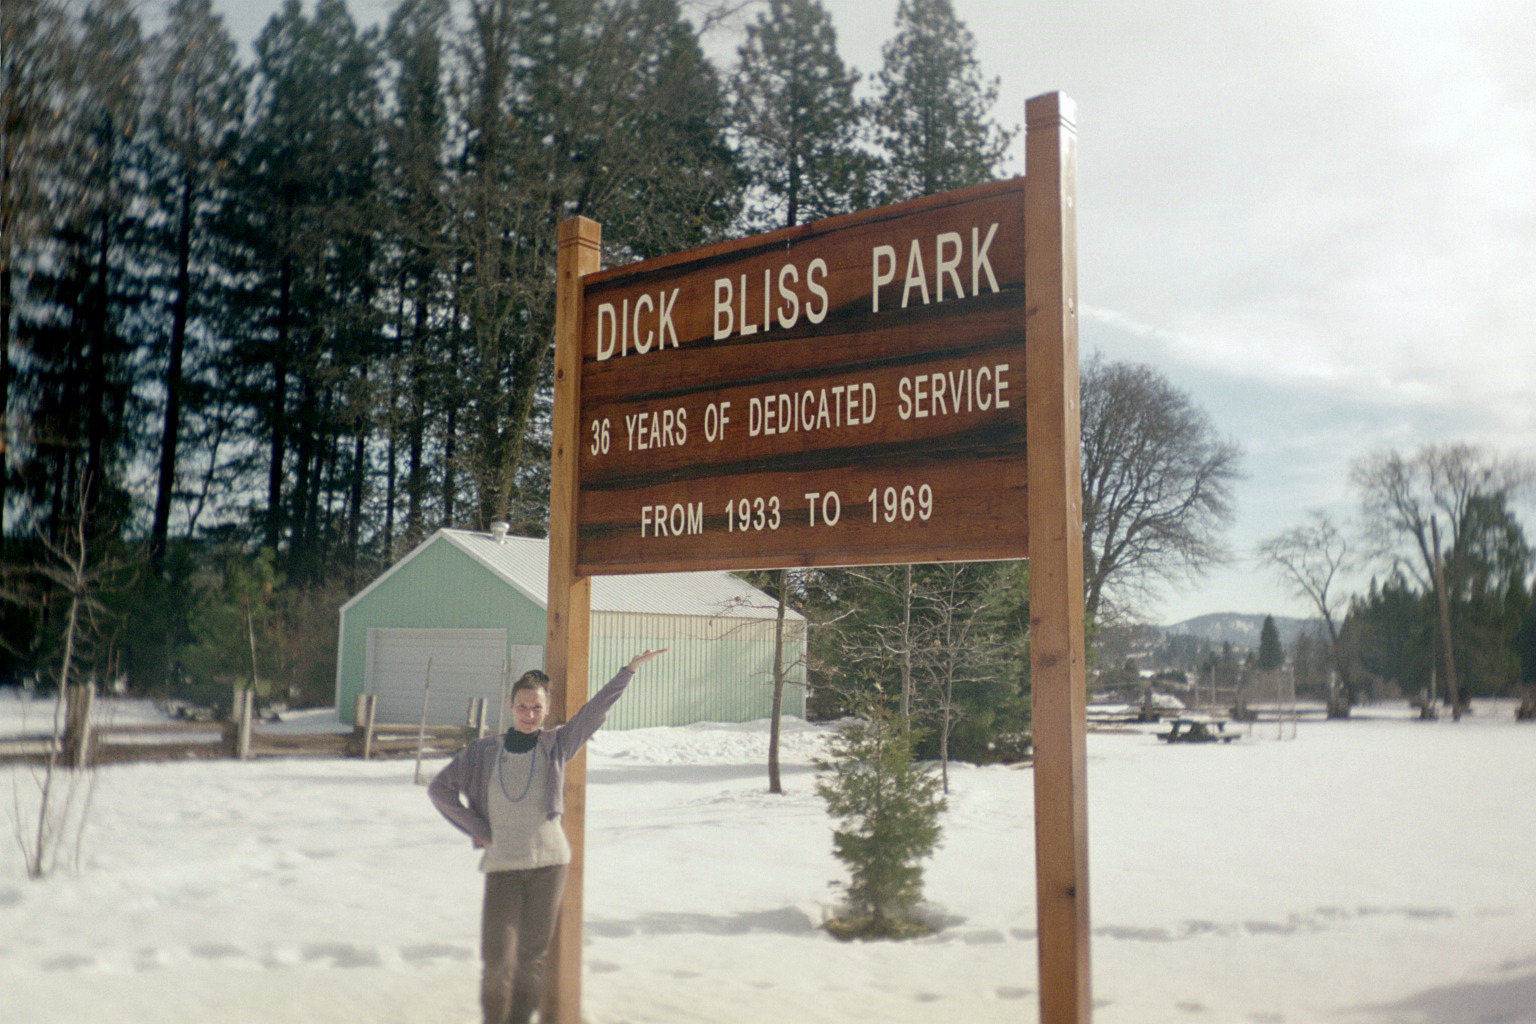 DICK BLISS PARK
36 YEARS OF DEDICATED SERVICE
FROM 1933 TO 1969